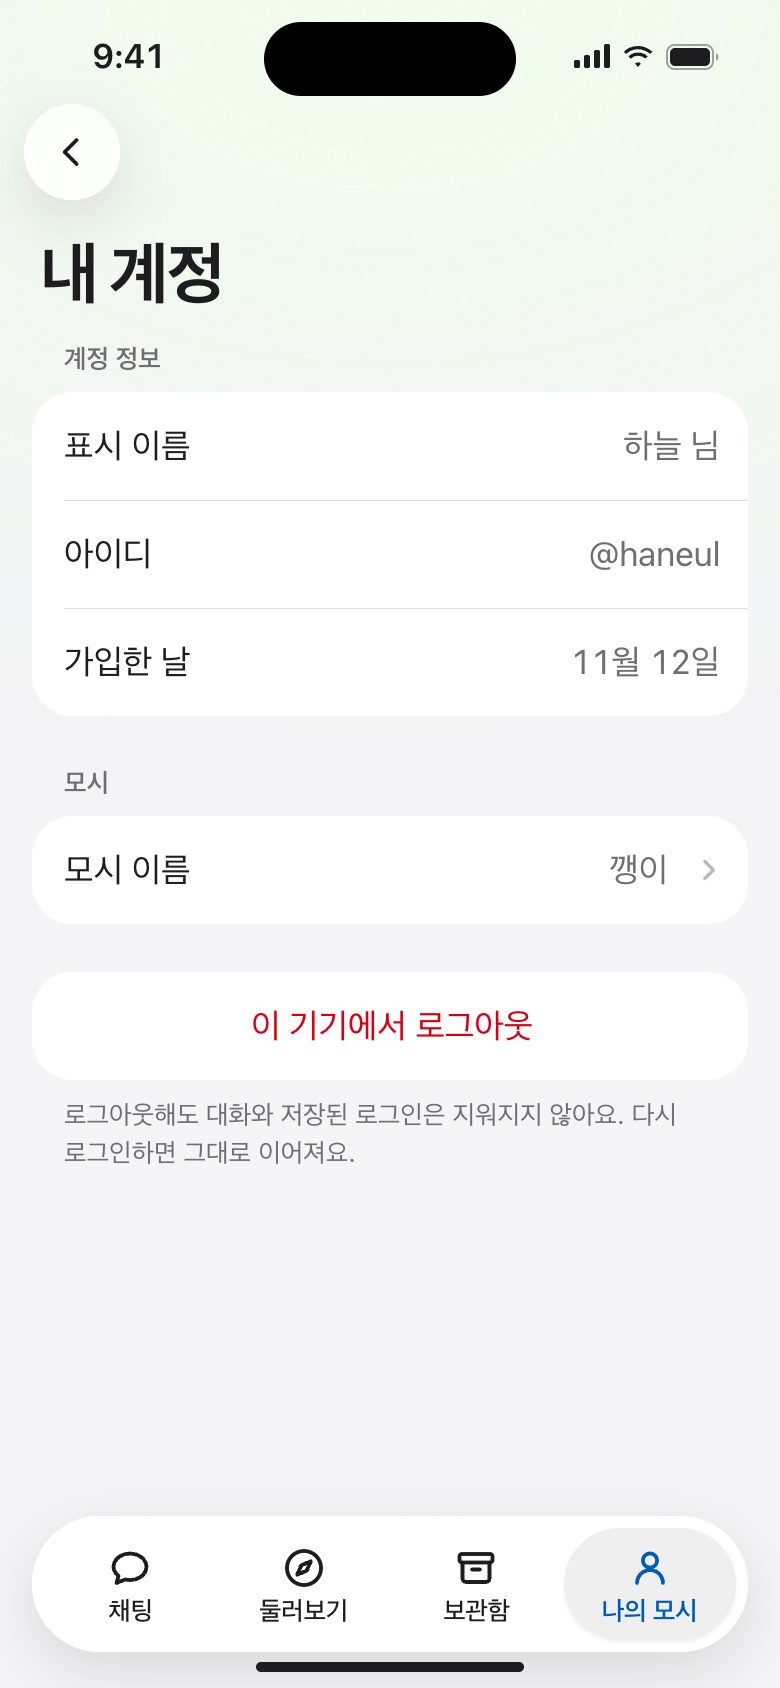 9:41
내 계정
계정 정보
표시 이름 하늘 님
아이디 @haneul
가입한 날 11월 12일
모시
모시 이름 깽이
이 기기에서 로그아웃
로그아웃해도 대화와 저장된 로그인은 지워지지 않아요. 다시
로그인하면 그대로 이어져요.
채팅 둘러보기 보관함 나의 모시